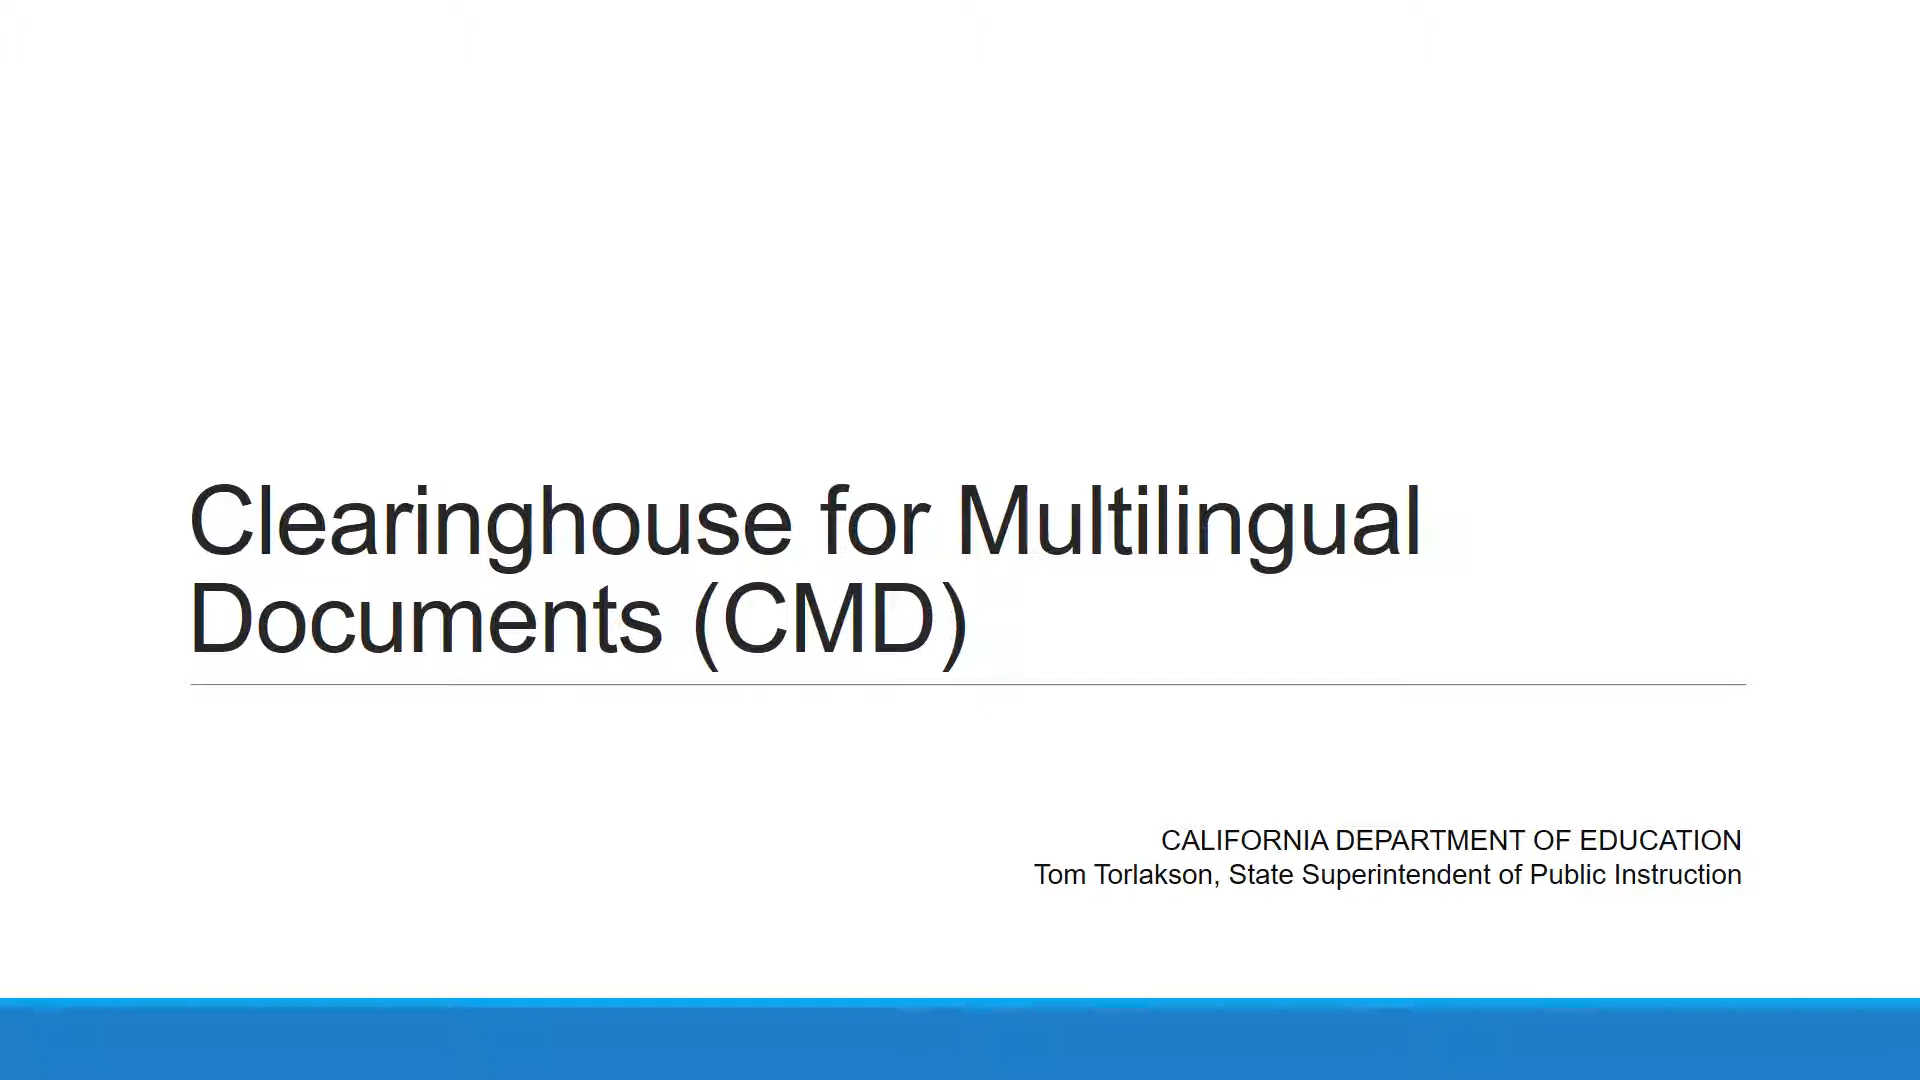 Clearinghouse for Multilingual
Documents (CMD)
CALIFORNIA DEPARTMENT OF EDUCATION
Tom Torlakson, State Superintendent of Public Instruction